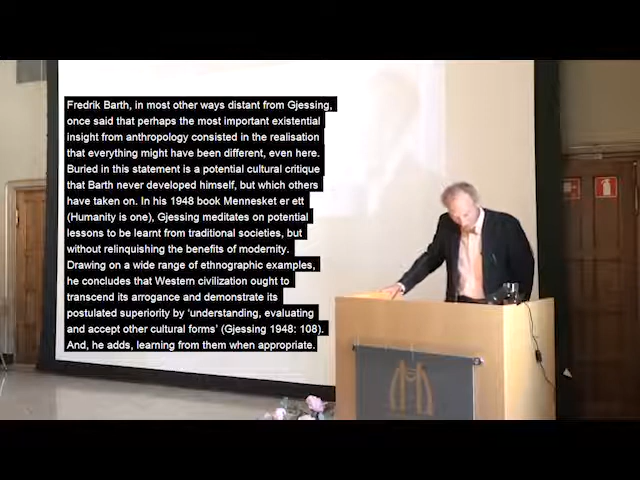 Fredrik Barth, in most other ways distant from Gjessing,
once said that perhaps the most important existential
insight from anthropology consisted in the realisation
that everything might have been different, even here.
Buried in this statement is a potential cultural critique
that Barth never developed himself, but which others
have taken on. In his 1948 book Mennesket er ett
(Humanity is one), Gjessing meditates on potential
lessons to be learnt from traditional societies, but
without relinquishing the benefits of modernity.
Drawing on a wide range of ethnographic examples,
he concludes that Western civilization ought to
transcend its arrogance and demonstrate its
postulated superiority by ‘understanding, evaluating
and accept other cultural forms’ (Gjessing 1948: 108).
And, he adds, learning from them when appropriate.